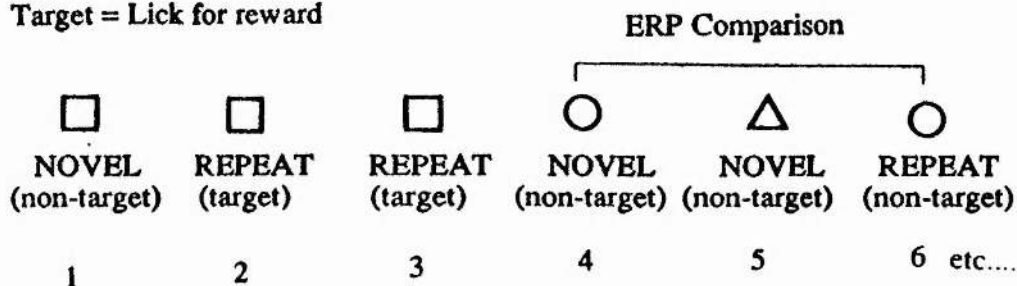 Target = Lick for reward
ERP Comparison
NOVEL REPEAT REPEAT NOVEL NOVEL REPEAT
(non-target) (target) (target) (non-target) (non-target) (non-target)
1 2 3 4 5 6 etc....